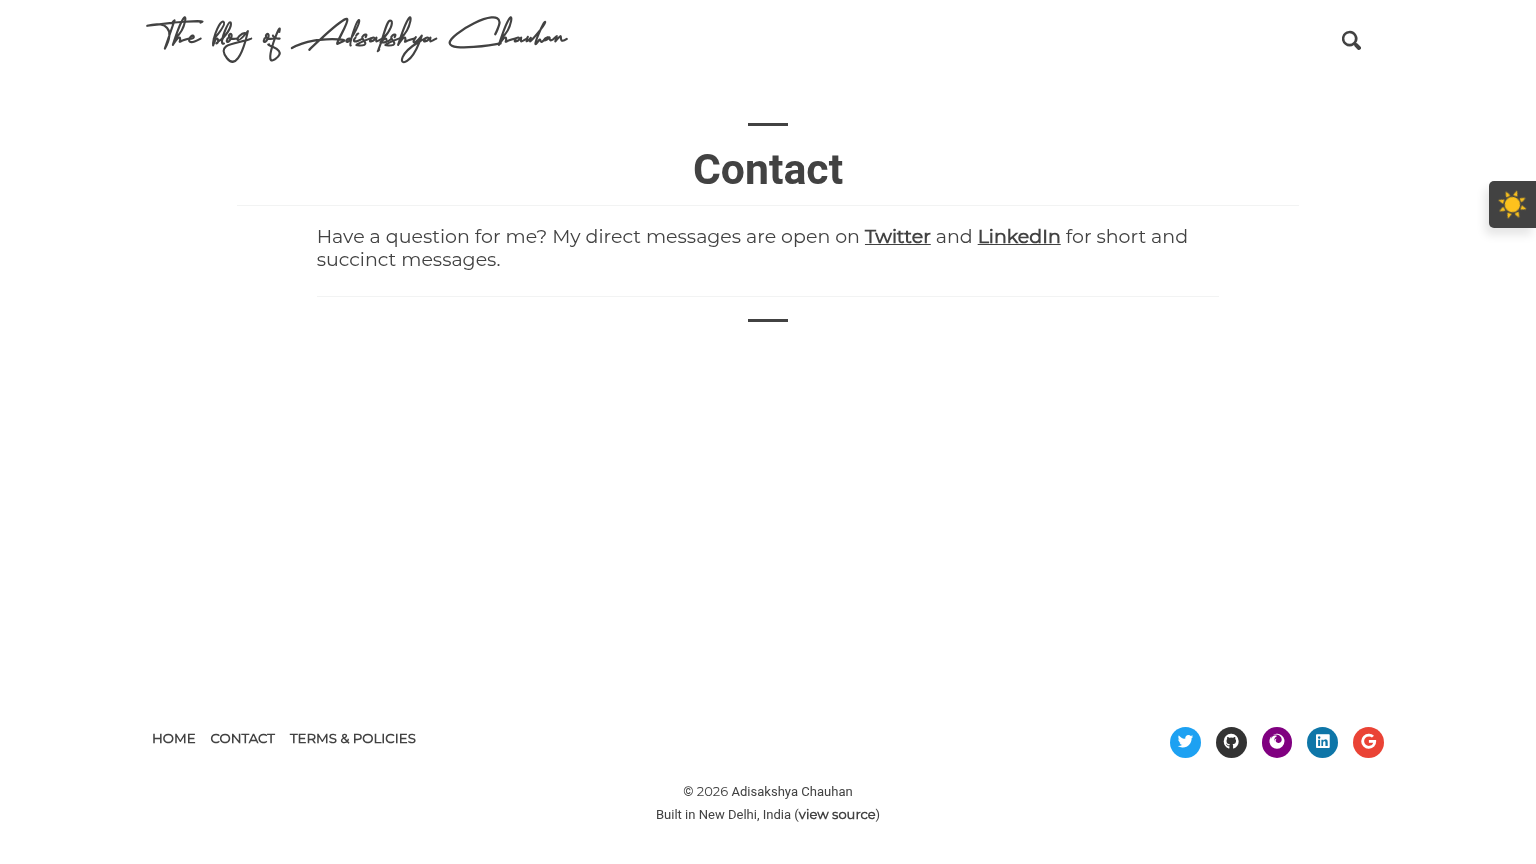 The blog of Adisakshya Chauhan
Contact
Have a question for me? My direct messages are open on Twitter and LinkedIn for short and
succinct messages.
HOME CONTACT TERMS & POLICIES
© 2026 Adisakshya Chauhan
Built in New Delhi, India (view source)